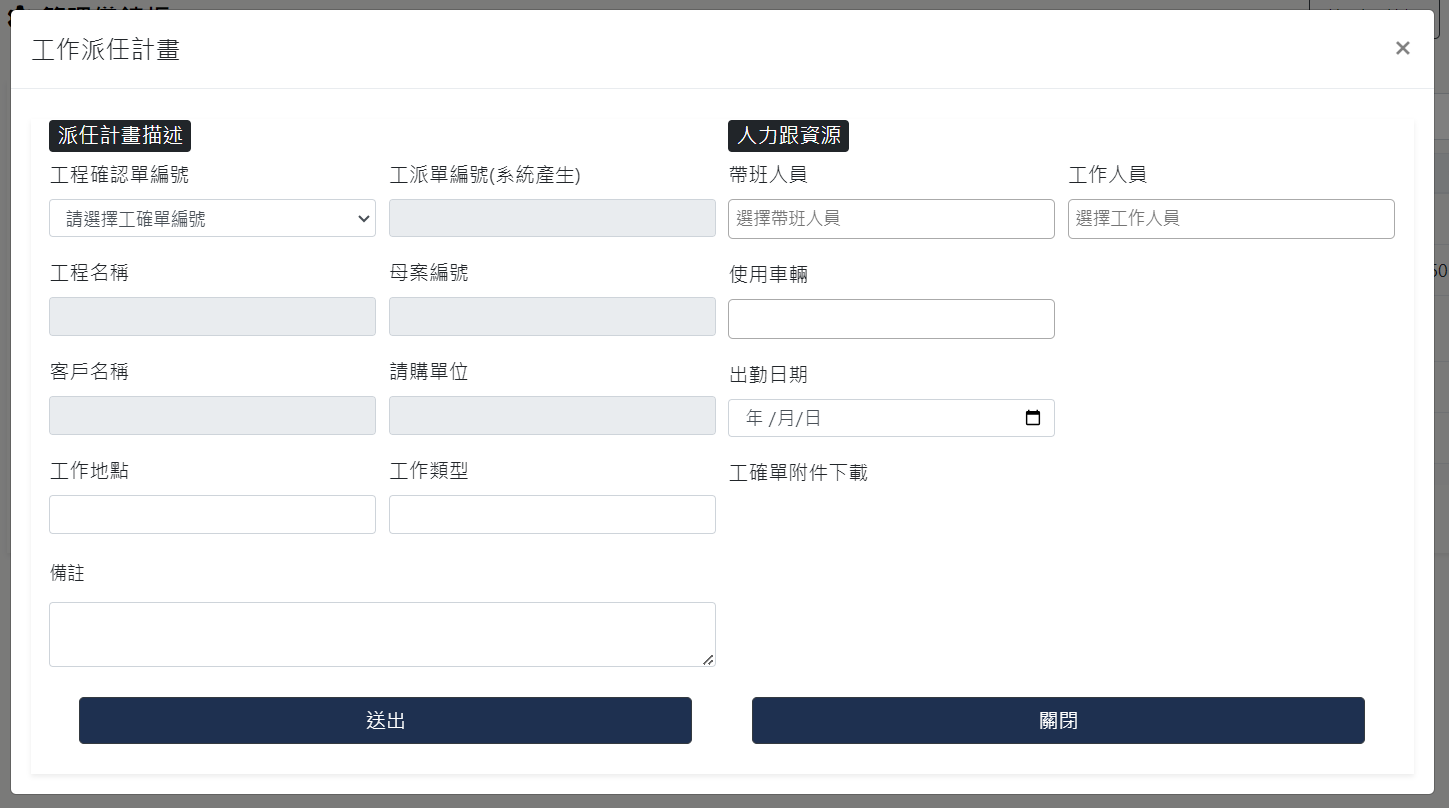 工作派任計畫
×
派任計畫描述
人力跟資源
工程確認單編號
工派單編號(系統產生)
帶班人員
工作人員
請選擇工確單編號
選擇帶班人員
選擇工作人員
工程名稱
母案編號
使用車輛
客戶名稱
請購單位
出勤日期
年 /月/日
工作地點
工作類型
工確單附件下載
備註
送出
關閉